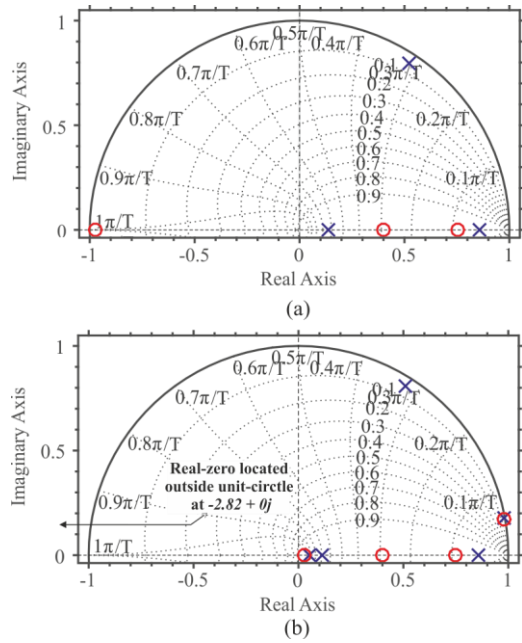 1
0.5π/T
0.6π/T
0.4π/T
0.7π/T
0.1
0.3π/T
0.2
0.8π/T
0.3
0.2π/T
0.5
0.4
0.5
0.6
0.7
0.9π/T
0.8
0.1π/T
0.9
1π/T
0
-1
-0.5
0
0.5
1
Imaginary Axis
Real Axis
(a)
1
0.5π/T
0.6π/T
0.4π/T
0.7π/T
0.1
0.3π/T
0.2
0.8π/T
0.3
0.2π/T
0.5
0.4
0.5
Real-zero located
outside unit-circtle
at -2.82 + 0j
0.6
0.7
0.9π/T
0.8
0.1π/T
0.9
1π/T
0
-1
-0.5
0
0.5
1
Imaginary Axis
Real Axis
(b)